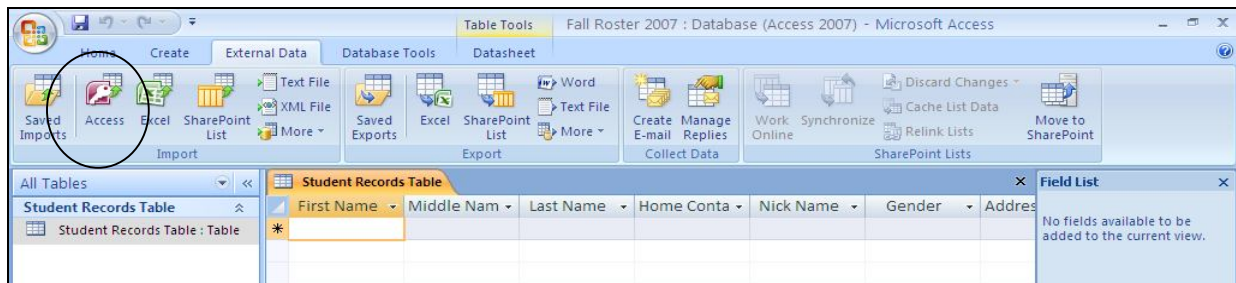 Table Tools Fall Roster 2007 : Database (Access 2007) - Microsoft Access
Home Create External Data Database Tools Datasheet
Saved Imports
Access
Excel
SharePoint List
Text File
XML File
More
Import
Saved Exports
Excel
SharePoint List
Word
Text File
More
Export
Create E-mail
Manage Replies
Collect Data
Work Online
Synchronize
Discard Changes
Cache List Data
Relink Lists
Move to SharePoint
SharePoint Lists
All Tables
Student Records Table
Student Records Table : Table
Student Records Table
First Name Middle Nam Last Name Home Conta Nick Name Gender Addres
Field List
No fields available to be
added to the current view.